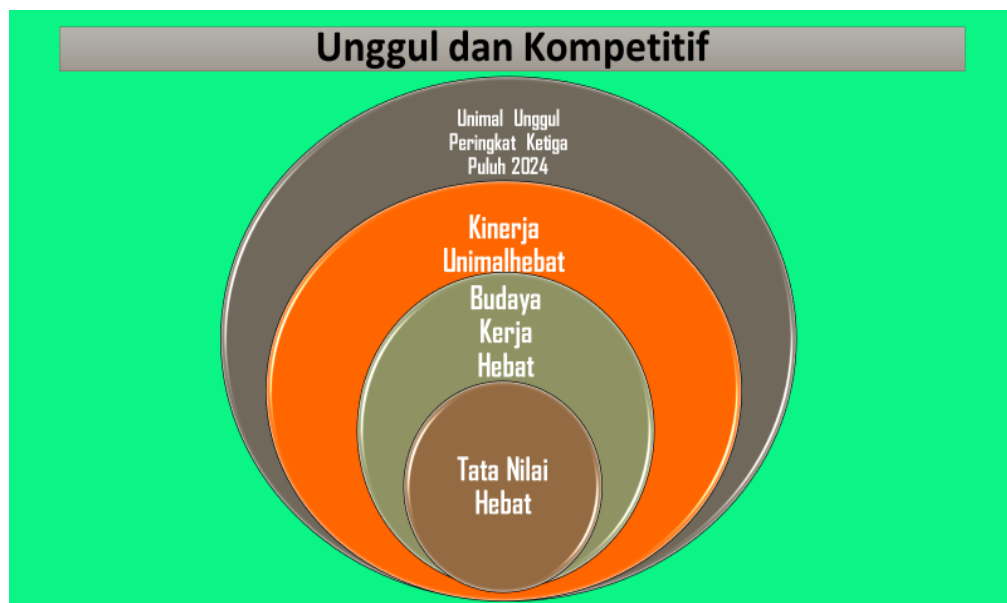 Unggul dan Kompetitif
Unimal Unggul
Peringkat Ketiga
Puluh 2024
Kinerja
Unimalhebat
Budaya
Kerja
Hebat
Tata Nilai
Hebat